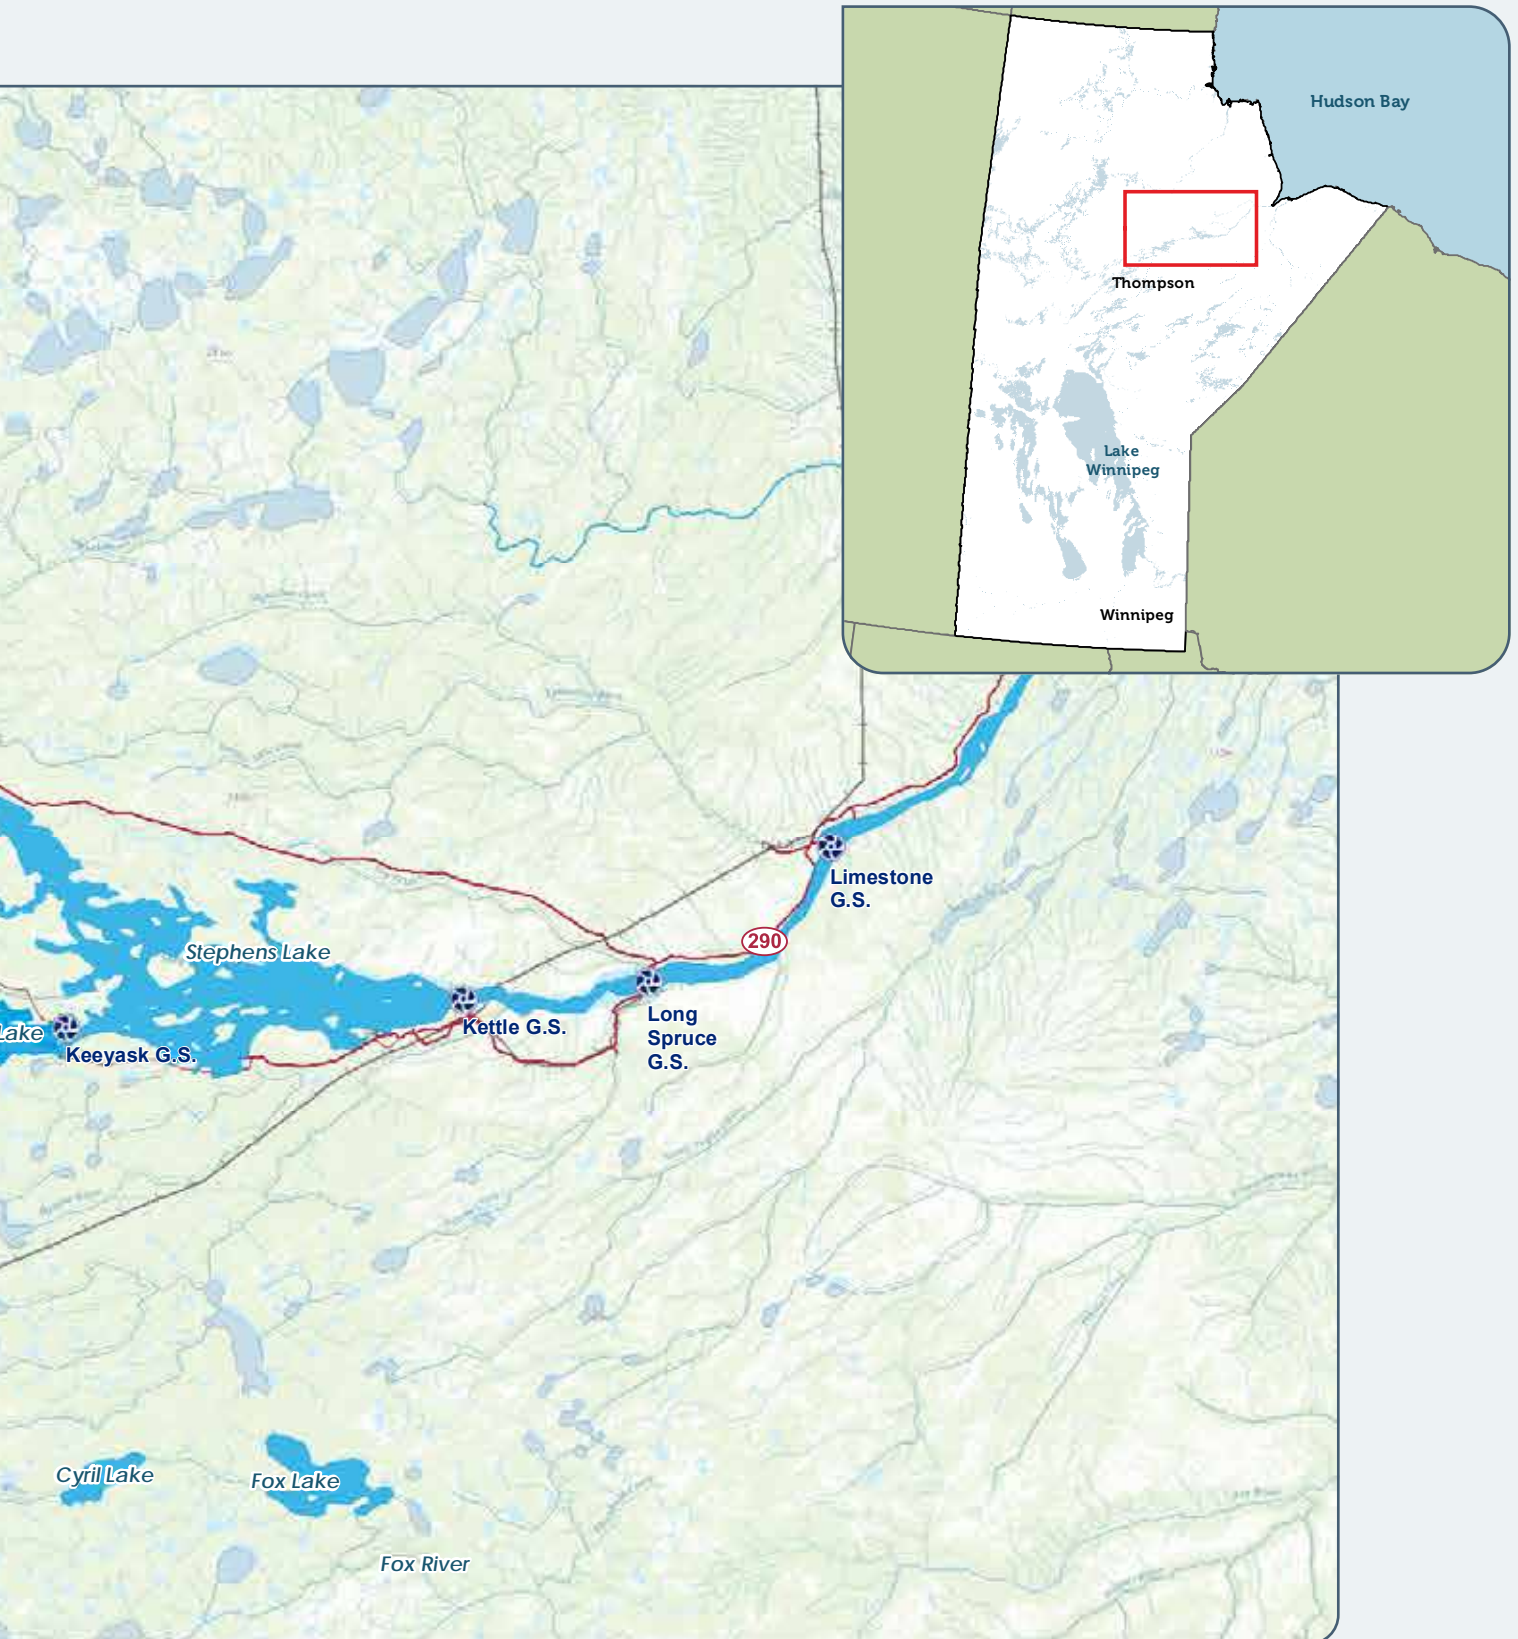 Hudson Bay
Thompson
Lake
Winnipeg
Winnipeg
Limestone
G.S.
290
Stephens Lake
Long
Spruce
G.S.
Kettle G.S.
Lake
Keeyask G.S.
Cyril Lake
Fox Lake
Fox River